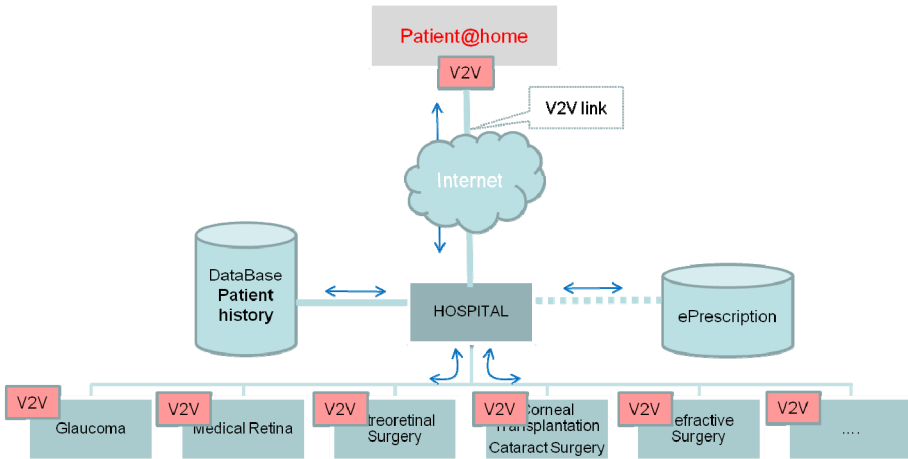 Patient@home
V2V
V2V link
Internet
DataBase
Patient
history
HOSPITAL
ePrescription
V2V
V2V
V2V
V2V
V2V
V2V
Glaucoma
Medical Retina
treoretinal
Surgery
Corneal
Transplantation
Cataract Surgery
efractive
Surgery
....